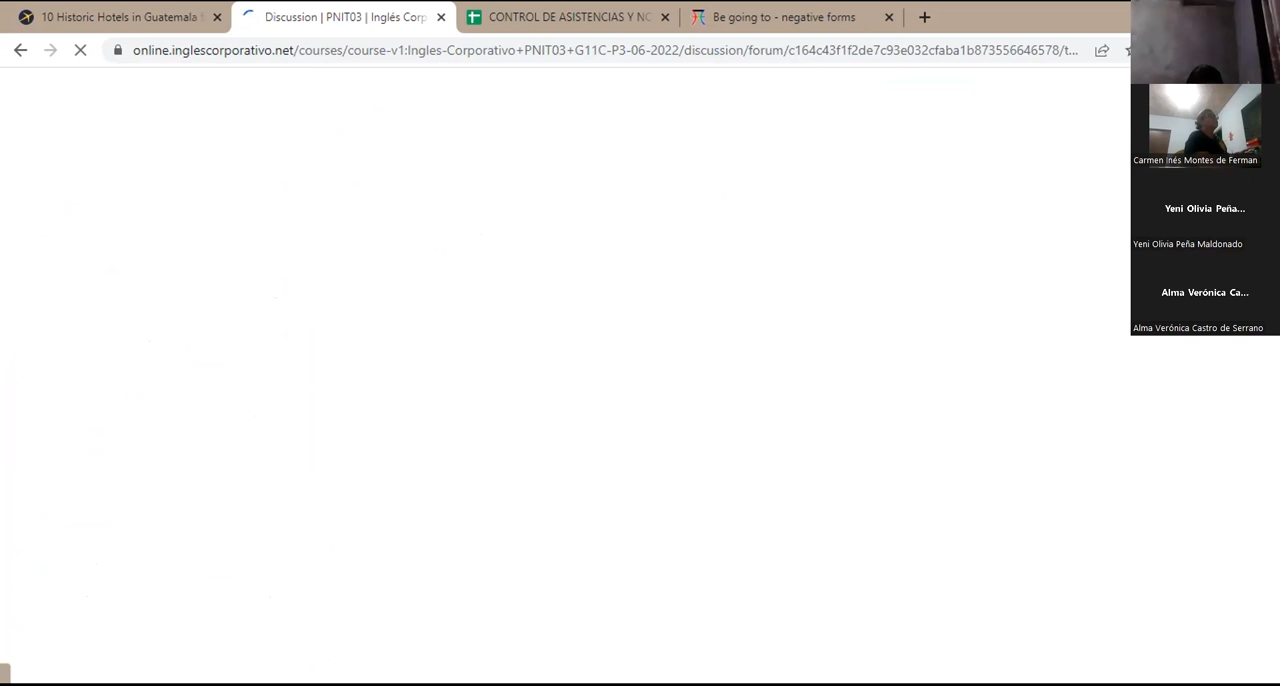 10 Historic Hotels in Guatemala
Discussion | PNIT03 | Inglés Corp
CONTROL DE ASISTENCIAS Y NO
Be going to - negative forms
online.inglescorporativo.net/courses/course-v1:Ingles-Corporativo+PNIT03+G11C-P3-06-2022/discussion/forum/c164c43f1f2de7c93e032cfaba1b873556646578/t...
Carmen Inés Montes de Ferman
Yeni Olivia Peña...
Yeni Olivia Peña Maldonado
Alma Verónica Ca...
Alma Verónica Castro de Serrano